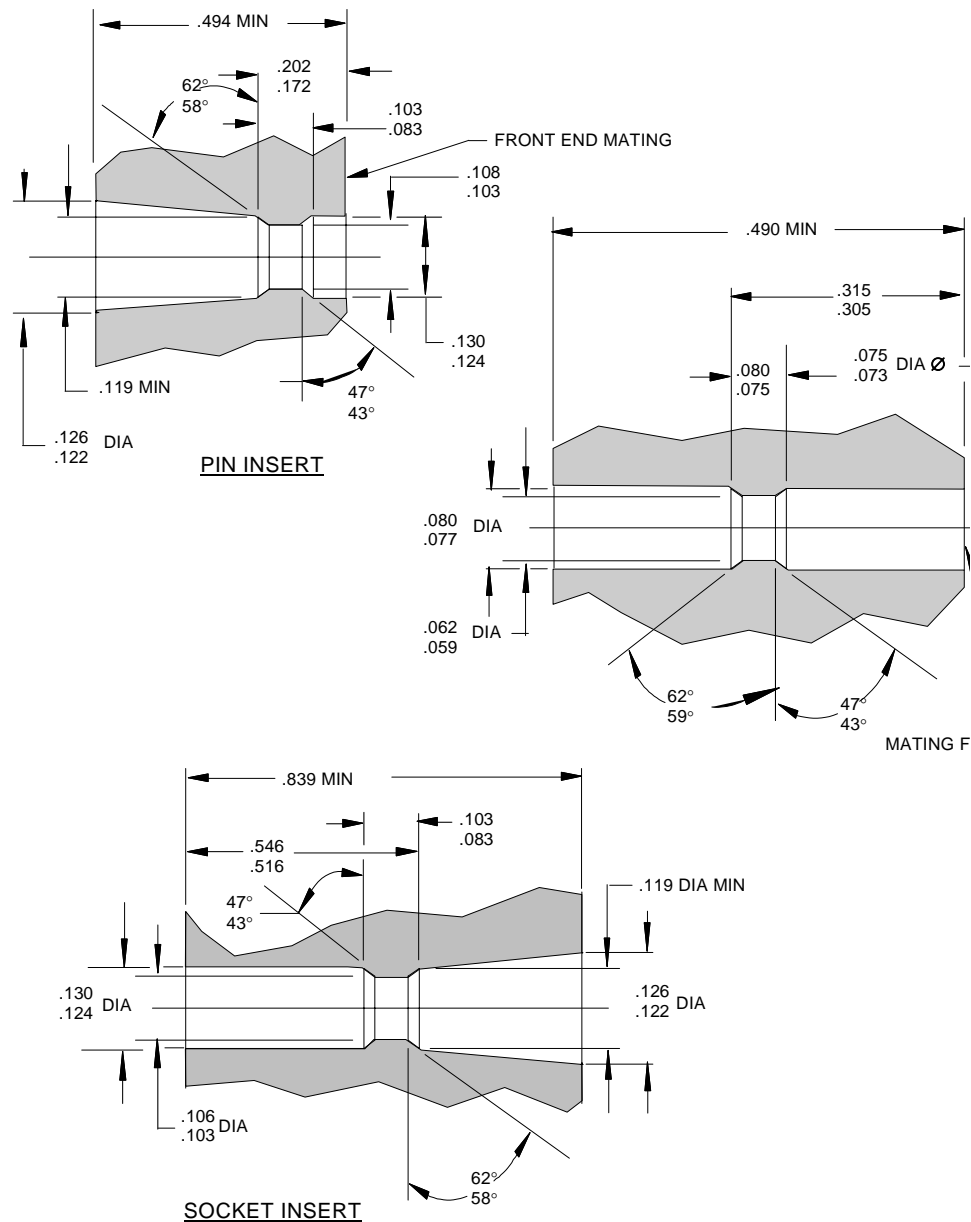 .494 MIN
.202
.172
62°
58°
.103
.083
FRONT END MATING
.108
.103
.130
.124
.119 MIN
47°
43°
.126 DIA
.122
PIN INSERT
.490 MIN
.315
.305
.080
.075
.075 DIA Ø
.073
.080 DIA
.077
.062 DIA
.059
62°
59°
47°
43°
MATING F
.839 MIN
.103
.083
.546
.516
47°
43°
.119 DIA MIN
.130 DIA
.124
.126 DIA
.122
.106 DIA
.103
62°
58°
SOCKET INSERT